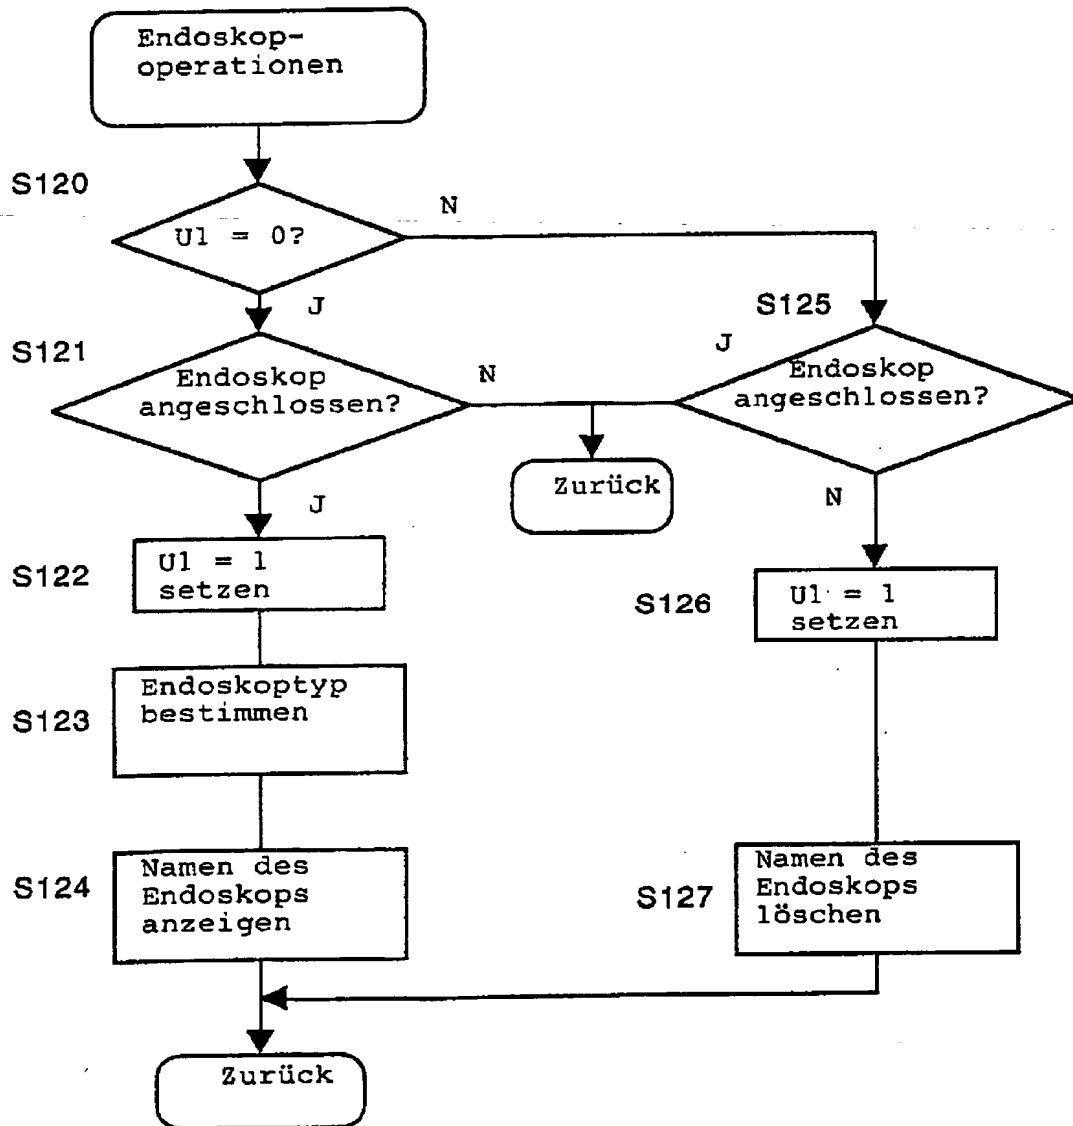 Endoskop-
operationen
S120
U1 = 0?
N
J
S121
Endoskop
angeschlossen?
N
J
S125
J
Endoskop
angeschlossen?
N
Zurück
S122
U1 = 1
setzen
S123
Endoskoptyp
bestimmen
S124
Namen des
Endoskops
anzeigen
S126
U1 = 1
setzen
S127
Namen des
Endoskops
löschen
Zurück